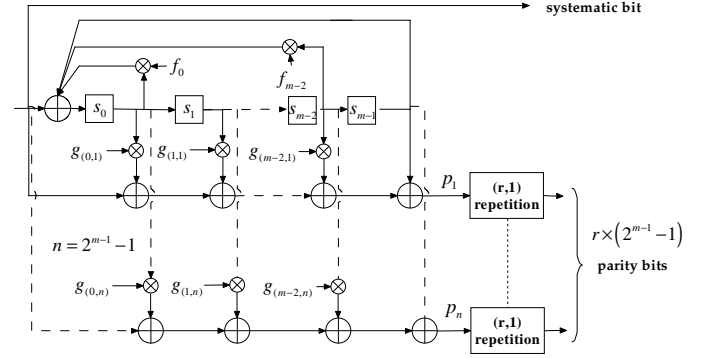 systematic bit
f_0
f_{m-2}
s_0
s_1
s_{m-2}
s_{m-1}
g_{(0,1)}
g_{(1,1)}
g_{(m-2,1)}
p_1
(r,1)
repetition
n = 2^{m-1} -1
r×(2^{m-1} -1)
parity bits
g_{(0,n)}
g_{(1,n)}
g_{(m-2,n)}
p_n
(r,1)
repetition